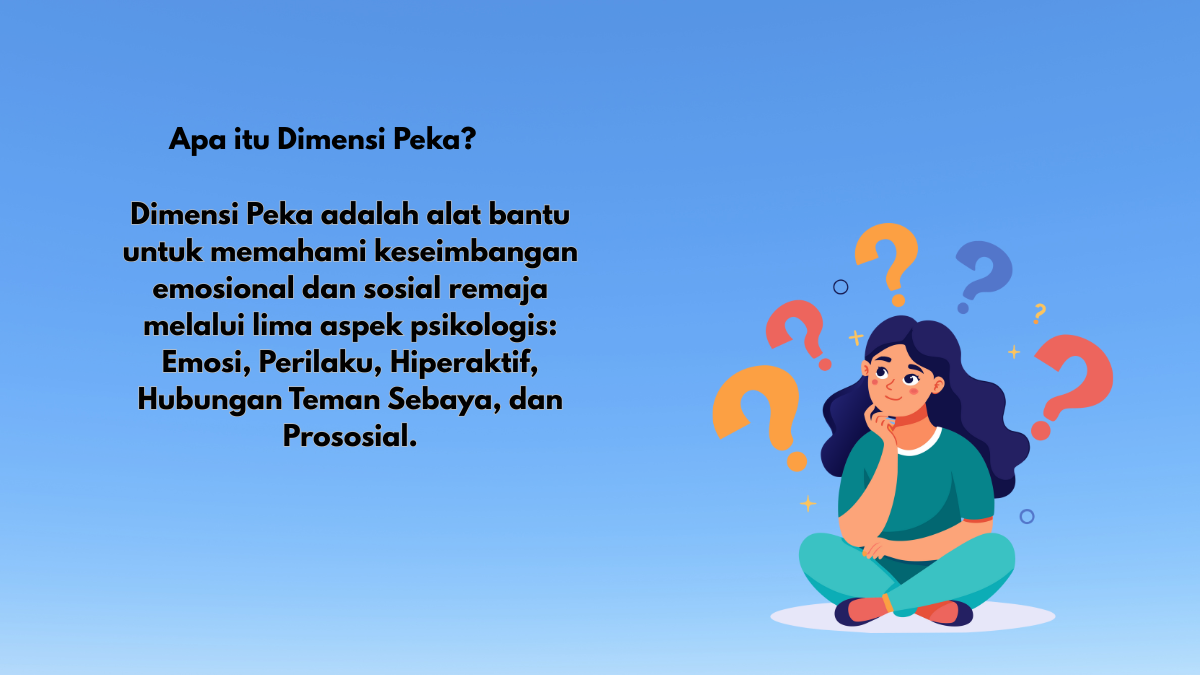 Apa itu Dimensi Peka?
Dimensi Peka adalah alat bantu
untuk memahami keseimbangan
emosional dan sosial remaja
melalui lima aspek psikologis:
Emosi, Perilaku, Hiperaktif,
Hubungan Teman Sebaya, dan
Prososial.